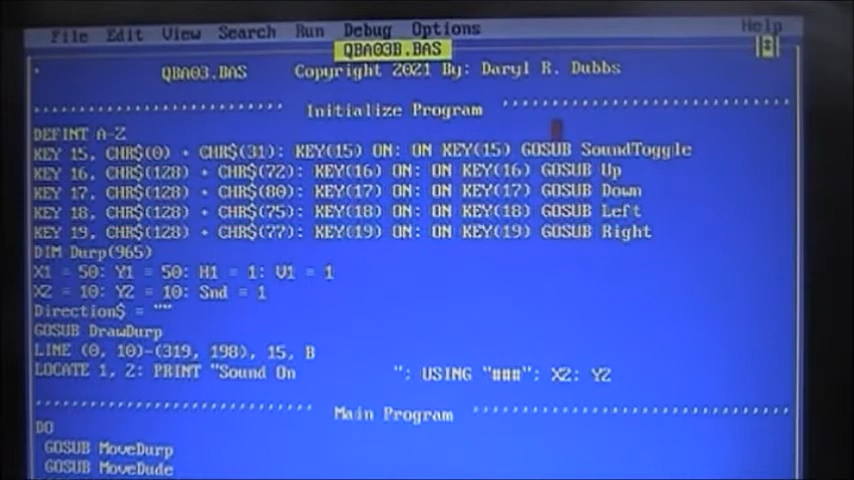 File Edit View Search Run Debug Options Help
QBA03B.BAS
' QBA03.BAS Copyright 2021 By: Daryl R. Dubbs
'''''''''''''''''''''''''' Initialize Program ''''''''''''''''''''''''''''''
DEFINT A-Z
KEY 15, CHR$(0) + CHR$(31): KEY(15) ON: ON KEY(15) GOSUB SoundToggle
KEY 16, CHR$(128) + CHR$(72): KEY(16) ON: ON KEY(16) GOSUB Up
KEY 17, CHR$(128) + CHR$(80): KEY(17) ON: ON KEY(17) GOSUB Down
KEY 18, CHR$(128) + CHR$(75): KEY(18) ON: ON KEY(18) GOSUB Left
KEY 19, CHR$(128) + CHR$(77): KEY(19) ON: ON KEY(19) GOSUB Right
DIM Durp(965)
X1 = 50: Y1 = 50: H1 = 1: V1 = 1
X2 = 10: Y2 = 10: Snd = 1
Direction$ = ""
GOSUB DrawDurp
LINE (0, 10)-(319, 198), 15, B
LOCATE 1, 2: PRINT "Sound On "; USING "###"; X2; Y2
''''''''''''''''''''''''''''' Main Program '''''''''''''''''''''''''''''''''
DO
GOSUB MoveDurp
GOSUB MoveDude